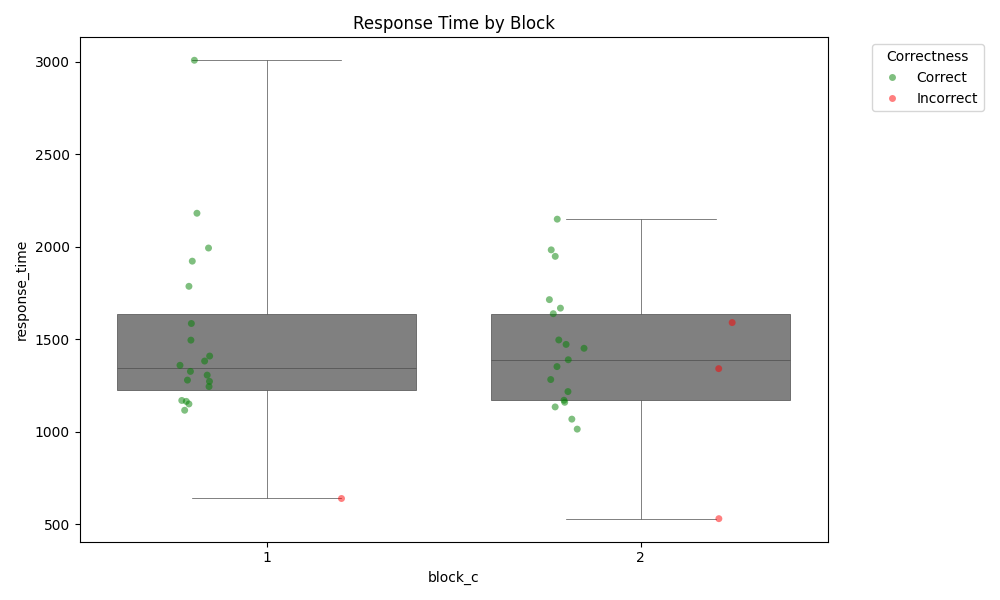 Response Time by Block
Correctness
Correct
Incorrect
response_time
3000
2500
2000
1500
1000
500
1
2
block_c